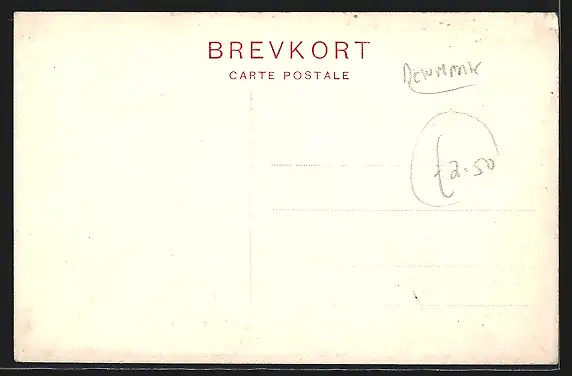 BREVKORT
CARTE POSTALE
Denmark
£2.50